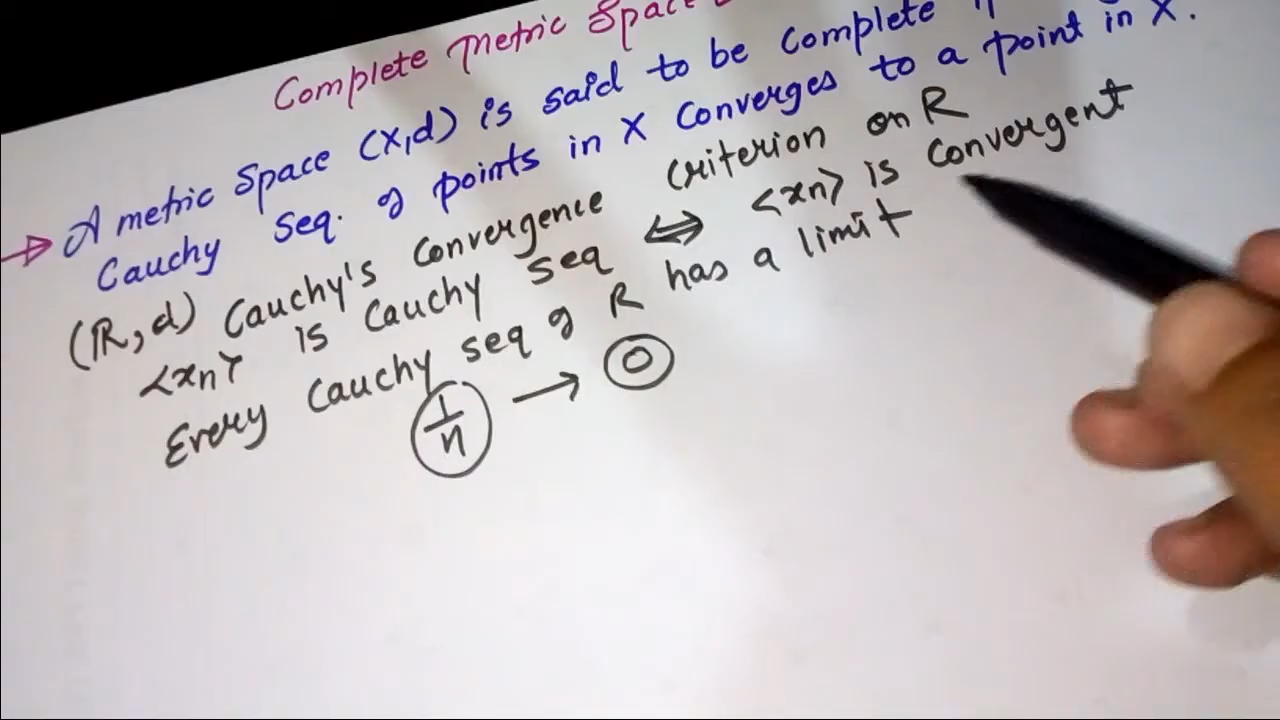 Complete Metric Space
→ A metric Space (X,d) is said to be complete
Cauchy seq. of points in X Converges to a point in X.
(R,d) Cauchy's Convergence Criterion on R
<xn> is Cauchy seq ⇔ <xn> is Convergent
Every Cauchy seq of R has a limit
1/n → 0